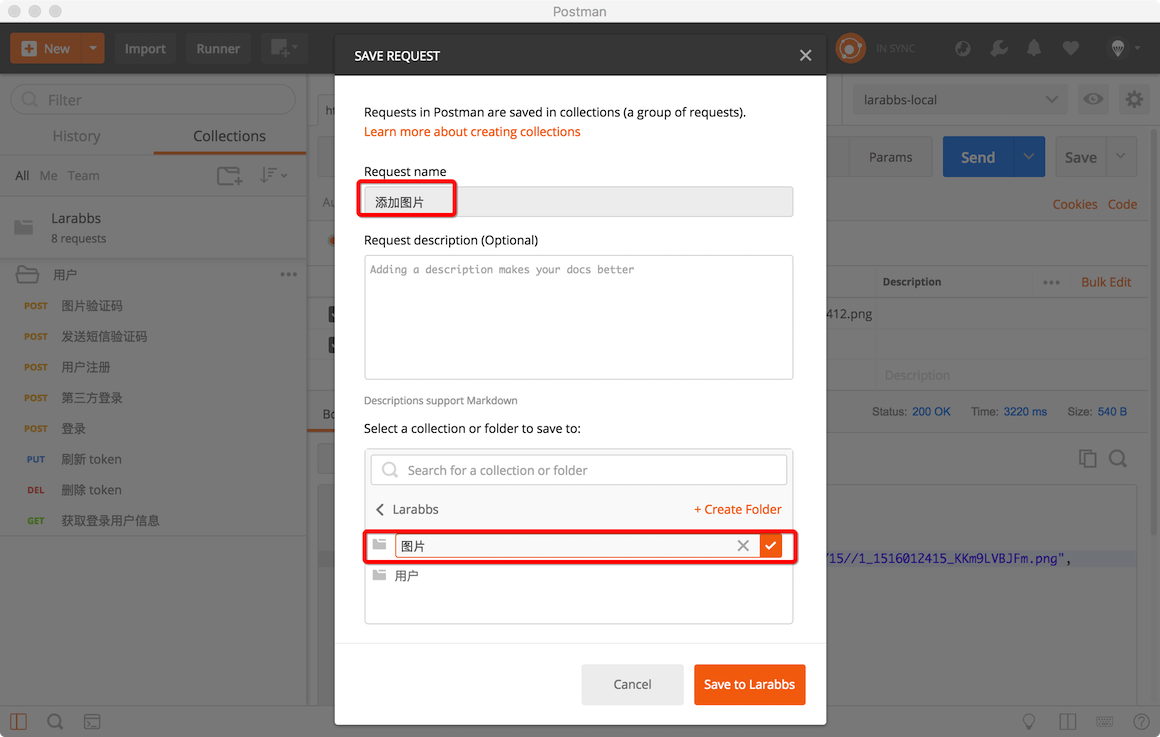 Postman
New
Import
Runner
IN SYNC
SAVE REQUEST
Filter
larabbs-local
History
Collections
Requests in Postman are saved in collections (a group of requests).
Learn more about creating collections
Params
Send
Save
All Me Team
Request name
添加图片
Cookies Code
Larabbs
8 requests
Request description (Optional)
Adding a description makes your docs better
用户
Description
Bulk Edit
POST 图片验证码
412.png
POST 发送短信验证码
POST 用户注册
Description
POST 第三方登录
Descriptions support Markdown
Status: 200 OK Time: 3220 ms Size: 540 B
POST 登录
Select a collection or folder to save to:
PUT 刷新 token
Search for a collection or folder
DEL 删除 token
Larabbs
+ Create Folder
GET 获取登录用户信息
图片
15//1_1516012415_KKm9LVBJFm.png",
用户
Cancel
Save to Larabbs